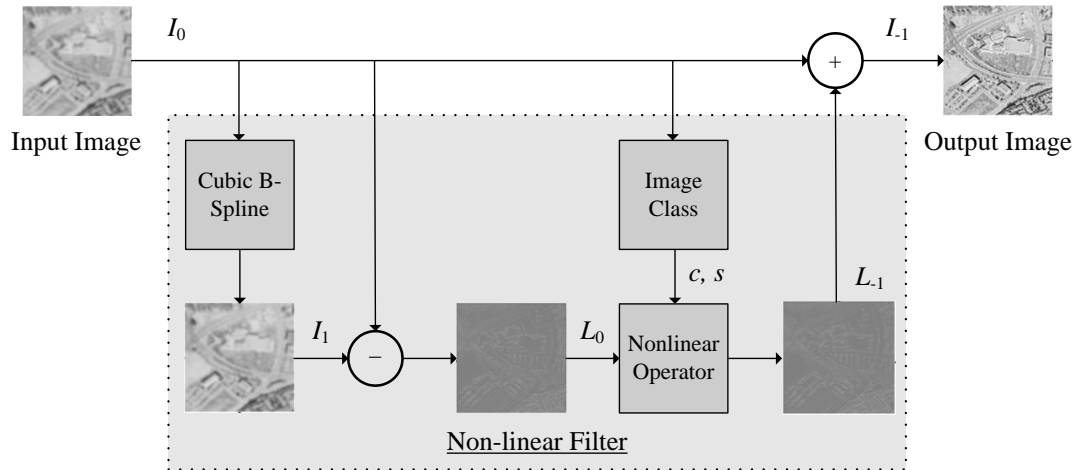 I₀
+
I₋₁
Input Image
Output Image
Cubic B-
Spline
Image
Class
c, s
L₋₁
I₁
−
L₀
Nonlinear
Operator
Non-linear Filter